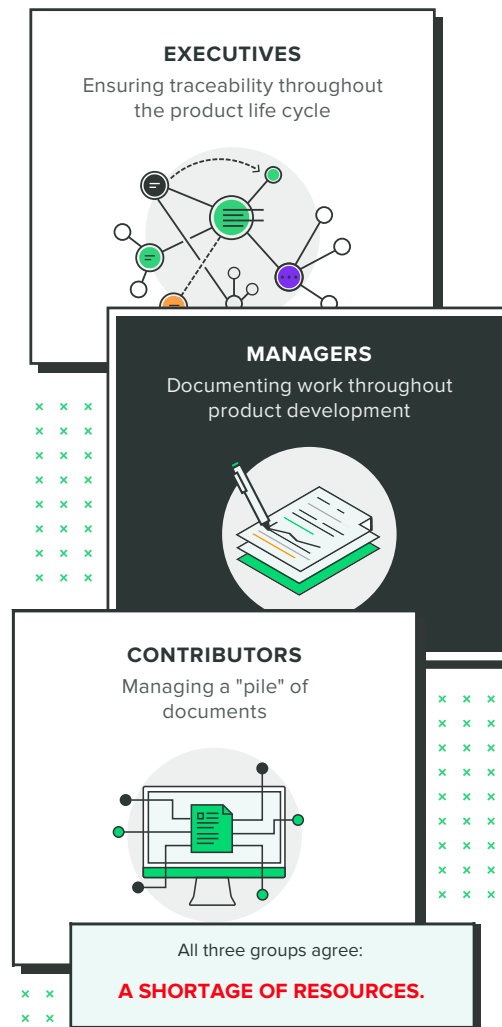 EXECUTIVES
Ensuring traceability throughout
the product life cycle
MANAGERS
Documenting work throughout
product development
CONTRIBUTORS
Managing a "pile" of
documents
All three groups agree:
A SHORTAGE OF RESOURCES.